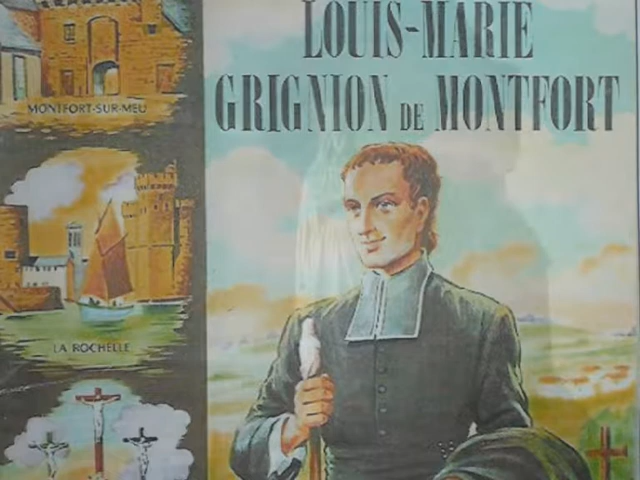 LOUIS-MARIE
GRIGNION DE MONTFORT
MONTFORT-SUR-MEU
LA ROCHELLE